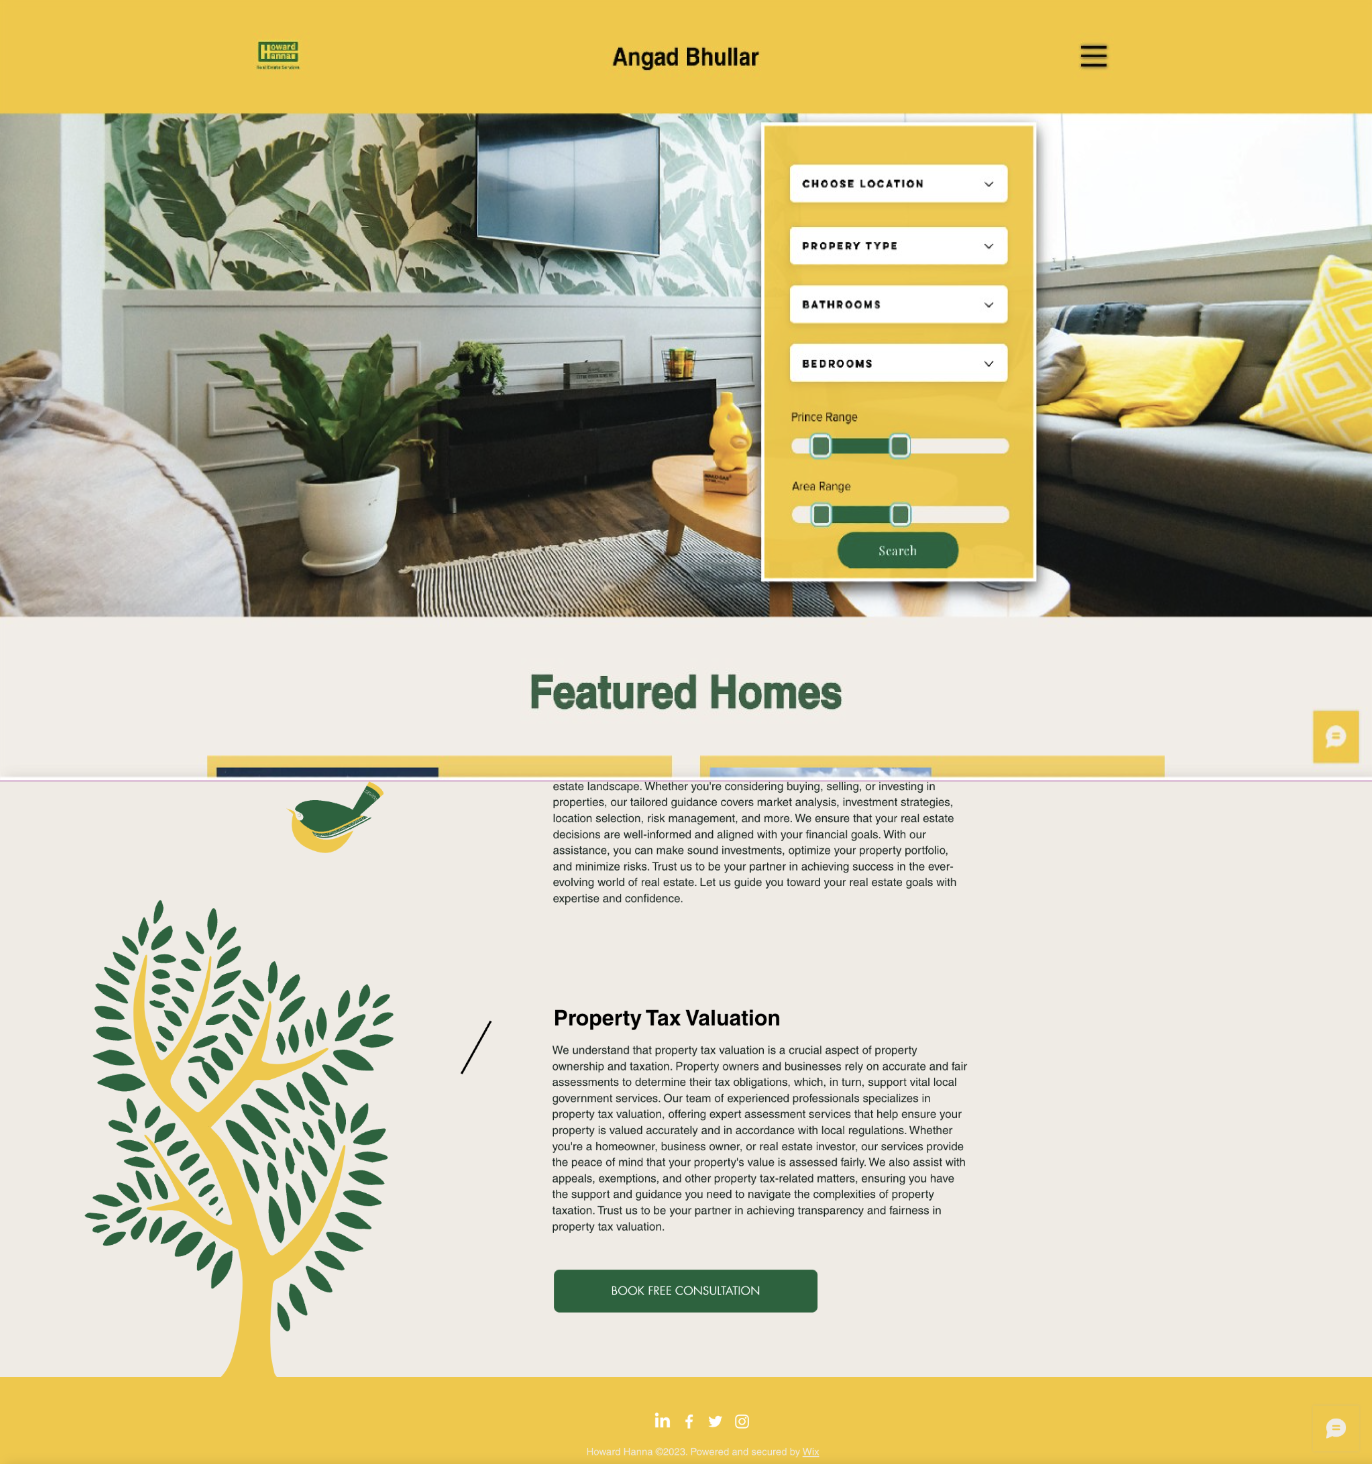 Howard
Hanna
Real Estate Services
Angad Bhullar
CHOOSE LOCATION
PROPERY TYPE
BATHROOMS
BEDROOMS
Prince Range
Area Range
Search
Featured Homes
estate landscape. Whether you're considering buying, selling, or investing in
properties, our tailored guidance covers market analysis, investment strategies,
location selection, risk management, and more. We ensure that your real estate
decisions are well-informed and aligned with your financial goals. With our
assistance, you can make sound investments, optimize your property portfolio,
and minimize risks. Trust us to be your partner in achieving success in the ever-
evolving world of real estate. Let us guide you toward your real estate goals with
expertise and confidence.
Property Tax Valuation
We understand that property tax valuation is a crucial aspect of property
ownership and taxation. Property owners and businesses rely on accurate and fair
assessments to determine their tax obligations, which, in turn, support vital local
government services. Our team of experienced professionals specializes in
property tax valuation, offering expert assessment services that help ensure your
property is valued accurately and in accordance with local regulations. Whether
you're a homeowner, business owner, or real estate investor, our services provide
the peace of mind that your property's value is assessed fairly. We also assist with
appeals, exemptions, and other property tax-related matters, ensuring you have
the support and guidance you need to navigate the complexities of property
taxation. Trust us to be your partner in achieving transparency and fairness in
property tax valuation.
BOOK FREE CONSULTATION
in
Howard Hanna ©2023. Powered and secured by Wix